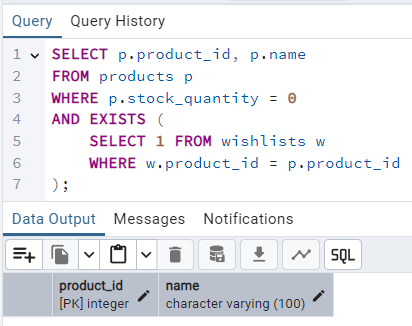 Query Query History
1 SELECT p.product_id, p.name
2 FROM products p
3 WHERE p.stock_quantity = 0
4 AND EXISTS (
5 SELECT 1 FROM wishlists w
6 WHERE w.product_id = p.product_id
7 );
Data Output Messages Notifications
SQL
product_id name
[PK] integer character varying (100)